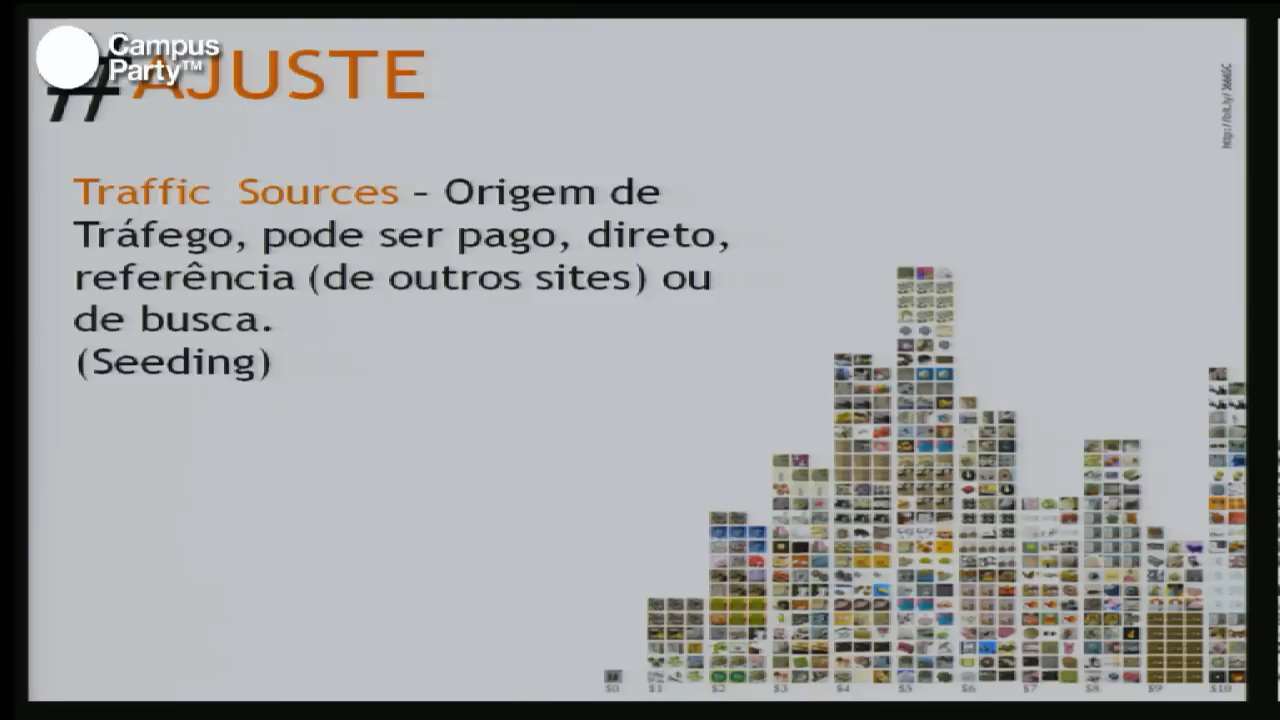 Campus
Party™
#AJUSTE
Traffic Sources - Origem de
Tráfego, pode ser pago, direto,
referência (de outros sites) ou
de busca.
(Seeding)
$0 $1 $2 $3 $4 $5 $6 $7 $8 $9 $10